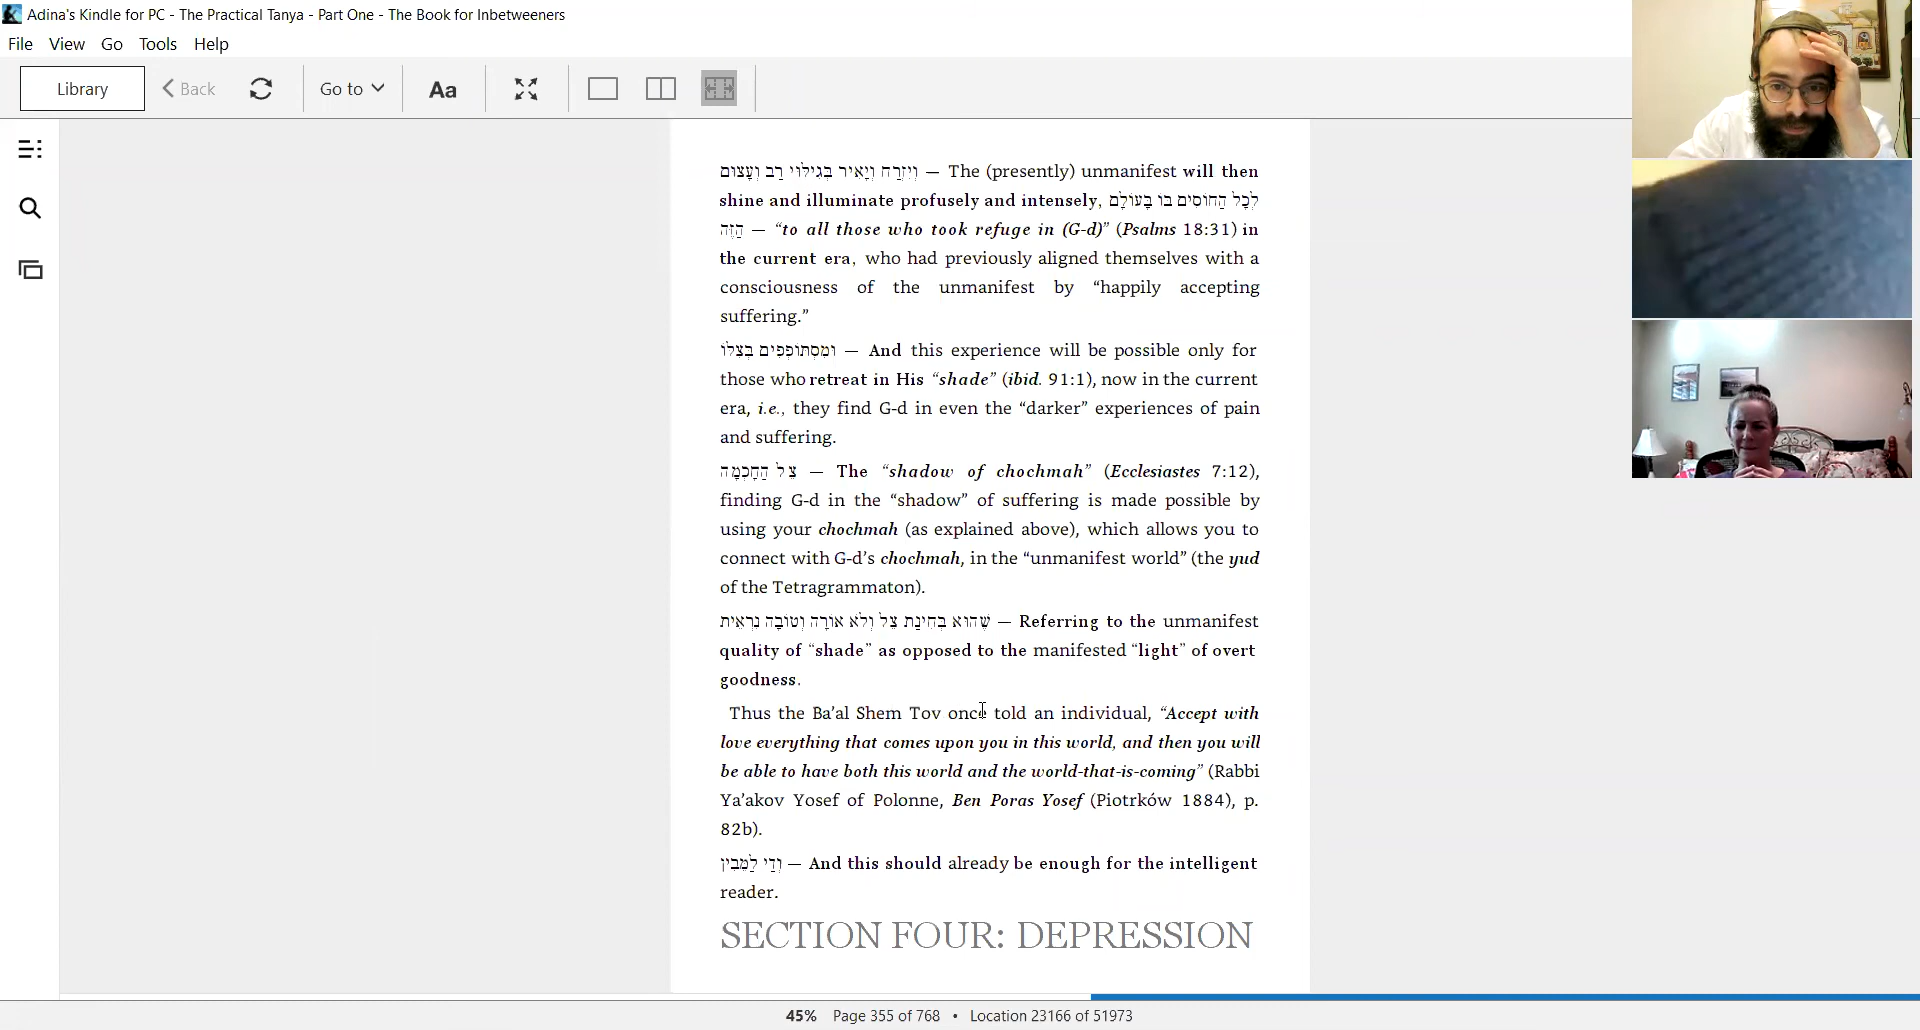 Adina's Kindle for PC - The Practical Tanya - Part One - The Book for Inbetweeners
File View Go Tools Help
Library Back Go to Aa
וְיִזְרַח וְיָאִיר בְּגִילּוּי רַב וְעָצוּם — The (presently) unmanifest will then
shine and illuminate profusely and intensely, לְכָל הַחוֹסִים בּוֹ בָּעוֹלָם
הַזֶּה — “to all those who took refuge in (G-d)” (Psalms 18:31) in
the current era, who had previously aligned themselves with a
consciousness of the unmanifest by “happily accepting
suffering.”
וּמִסְתּוֹפְפִים בְּצִלּוֹ — And this experience will be possible only for
those who retreat in His “shade” (ibid. 91:1), now in the current
era, i.e., they find G-d in even the “darker” experiences of pain
and suffering.
צֵל הַחָכְמָה — The “shadow of chochmah” (Ecclesiastes 7:12),
finding G-d in the “shadow” of suffering is made possible by
using your chochmah (as explained above), which allows you to
connect with G-d’s chochmah, in the “unmanifest world” (the yud
of the Tetragrammaton).
שֶׁהוּא בְּחִינַת צֵל וְלֹא אוֹרָה וְטוֹבָה נִרְאֵית — Referring to the unmanifest
quality of “shade” as opposed to the manifested “light” of overt
goodness.
Thus the Ba’al Shem Tov once told an individual, “Accept with
love everything that comes upon you in this world, and then you will
be able to have both this world and the world-that-is-coming” (Rabbi
Ya’akov Yosef of Polonne, Ben Poras Yosef (Piotrków 1884), p.
82b).
וְדַי לַמֵּבִין — And this should already be enough for the intelligent
reader.
SECTION FOUR: DEPRESSION
45% Page 355 of 768 • Location 23166 of 51973